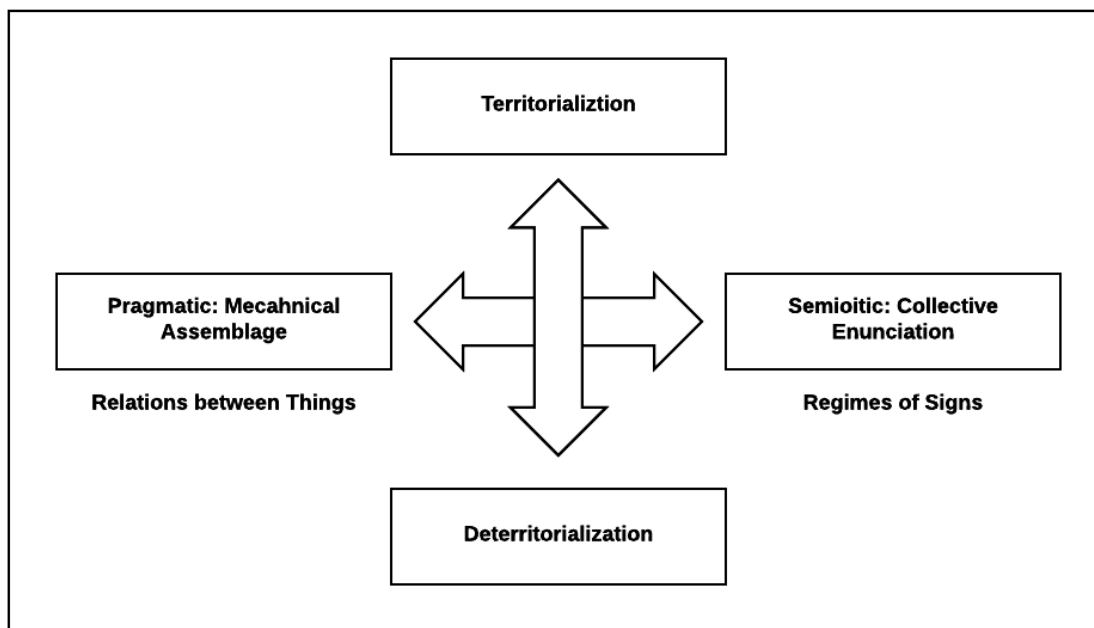 Territorializtion
Pragmatic: Mecahnical
Assemblage
Relations between Things
Semioitic: Collective
Enunciation
Regimes of Signs
Deterritorialization